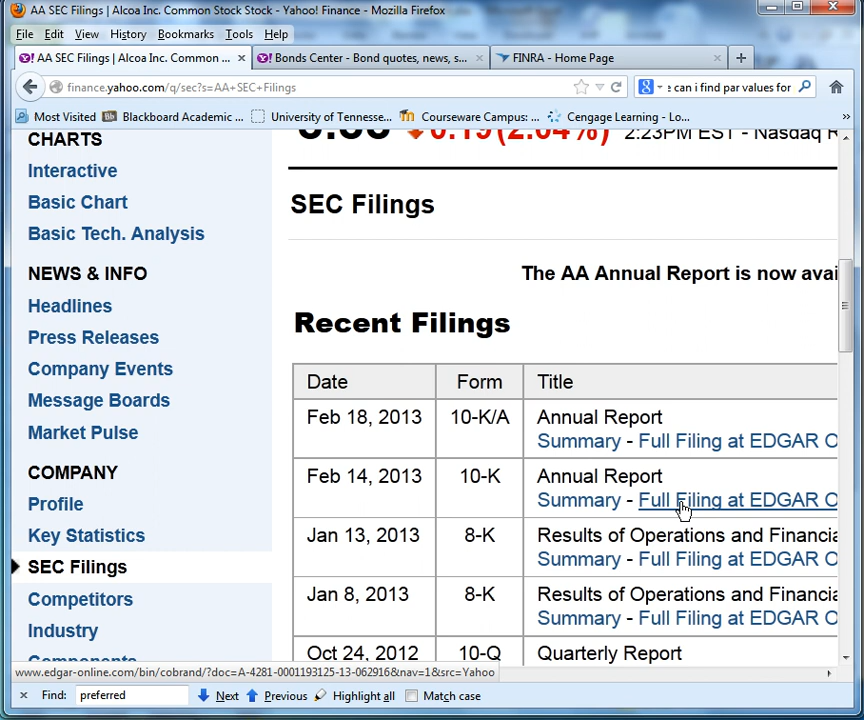 AA SEC Filings | Alcoa Inc. Common Stock Stock - Yahoo! Finance - Mozilla Firefox
File Edit View History Bookmarks Tools Help
AA SEC Filings | Alcoa Inc. Common ... × Bonds Center - Bond quotes, news, s... × FINRA - Home Page × +
finance.yahoo.com/q/sec?s=AA+SEC+Filings
e can i find par values for
Most Visited Blackboard Academic ... University of Tennesse... Courseware Campus: ... Cengage Learning - Lo... »
0.19(2.04%) 2:23PM EST - Nasdaq R
CHARTS
Interactive
Basic Chart
Basic Tech. Analysis
NEWS & INFO
Headlines
Press Releases
Company Events
Message Boards
Market Pulse
COMPANY
Profile
Key Statistics
SEC Filings
Competitors
Industry
Components
SEC Filings
The AA Annual Report is now avai
Recent Filings
Date Form Title
Feb 18, 2013 10-K/A Annual Report
Summary - Full Filing at EDGAR O
Feb 14, 2013 10-K Annual Report
Summary - Full Filing at EDGAR O
Jan 13, 2013 8-K Results of Operations and Financia
Summary - Full Filing at EDGAR O
Jan 8, 2013 8-K Results of Operations and Financia
Summary - Full Filing at EDGAR O
Oct 24, 2012 10-Q Quarterly Report
www.edgar-online.com/bin/cobrand/?doc=A-4281-0001193125-13-062916&nav=1&src=Yahoo
× Find: preferred Next Previous Highlight all Match case